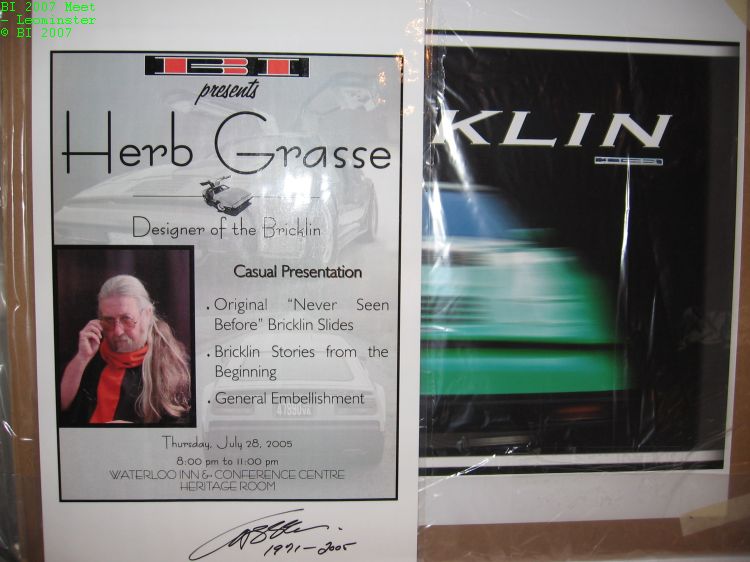 BI 2007 Meet
- Leominster
© BI 2007
BI
presents
Herb Grasse
Designer of the Bricklin
Casual Presentation
• Original "Never Seen
Before" Bricklin Slides
• Bricklin Stories from the
Beginning
• General Embellishment
Thursday, July 28, 2005
8:00 pm to 11:00 pm
WATERLOO INN & CONFERENCE CENTRE
HERITAGE ROOM
1971-2005
KLIN